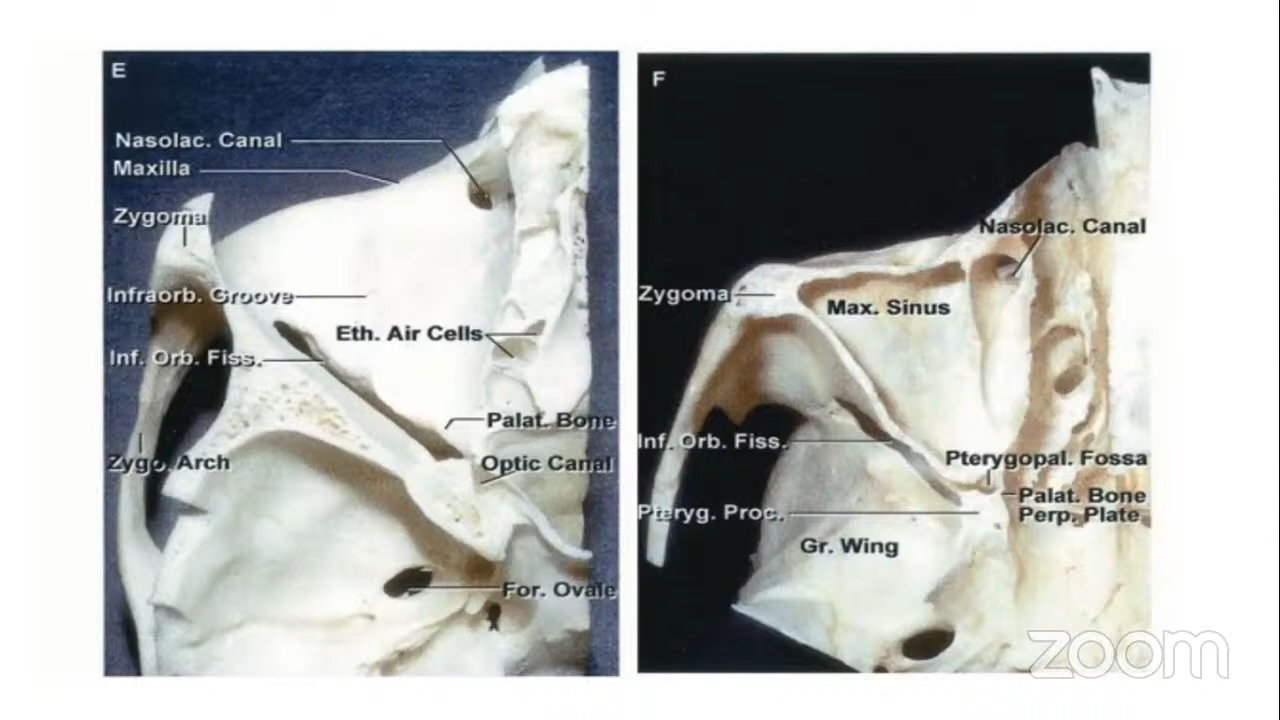 E
Nasolac. Canal
Maxilla
Zygoma
Infraorb. Groove
Eth. Air Cells
Inf. Orb. Fiss.
Palat. Bone
Zygo. Arch
Optic Canal
For. Ovale
F
Nasolac. Canal
Zygoma
Max. Sinus
Inf. Orb. Fiss.
Pterygopal. Fossa
Palat. Bone
Perp. Plate
Pteryg. Proc.
Gr. Wing
zoom